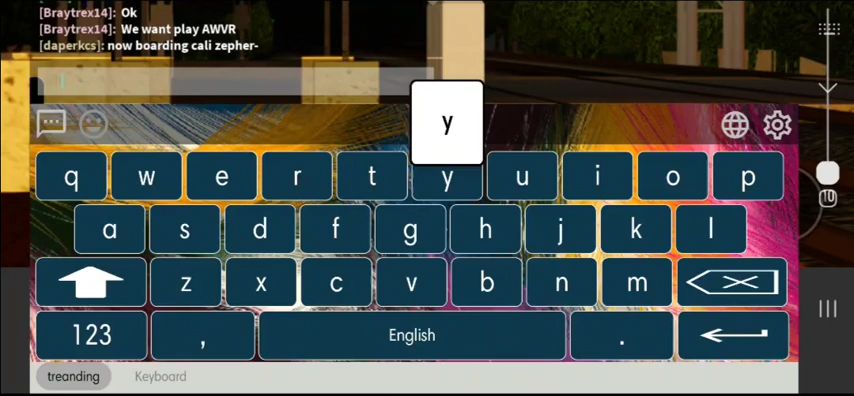 [Braytrex14]: Ok
[Braytrex14]: We want play AWVR
[daperkcs]: now boarding cali zepher-
y
q w e r t y u i o p
a s d f g h j k l
z x c v b n m
123 , English .
treanding Keyboard